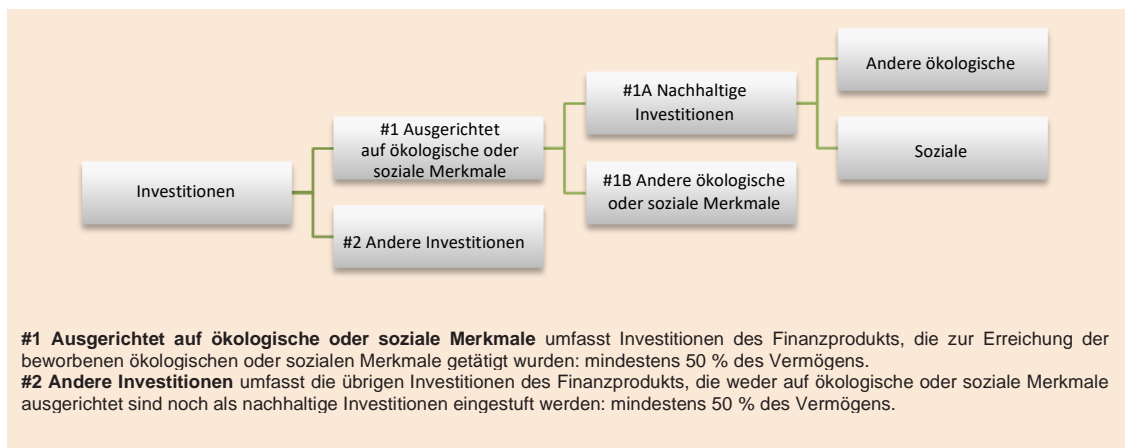 Investitionen
#1 Ausgerichtet
auf ökologische oder
soziale Merkmale
#2 Andere Investitionen
#1A Nachhaltige
Investitionen
#1B Andere ökologische
oder soziale Merkmale
Andere ökologische
Soziale
#1 Ausgerichtet auf ökologische oder soziale Merkmale umfasst Investitionen des Finanzprodukts, die zur Erreichung der
beworbenen ökologischen oder sozialen Merkmale getätigt wurden: mindestens 50 % des Vermögens.
#2 Andere Investitionen umfasst die übrigen Investitionen des Finanzprodukts, die weder auf ökologische oder soziale Merkmale
ausgerichtet sind noch als nachhaltige Investitionen eingestuft werden: mindestens 50 % des Vermögens.